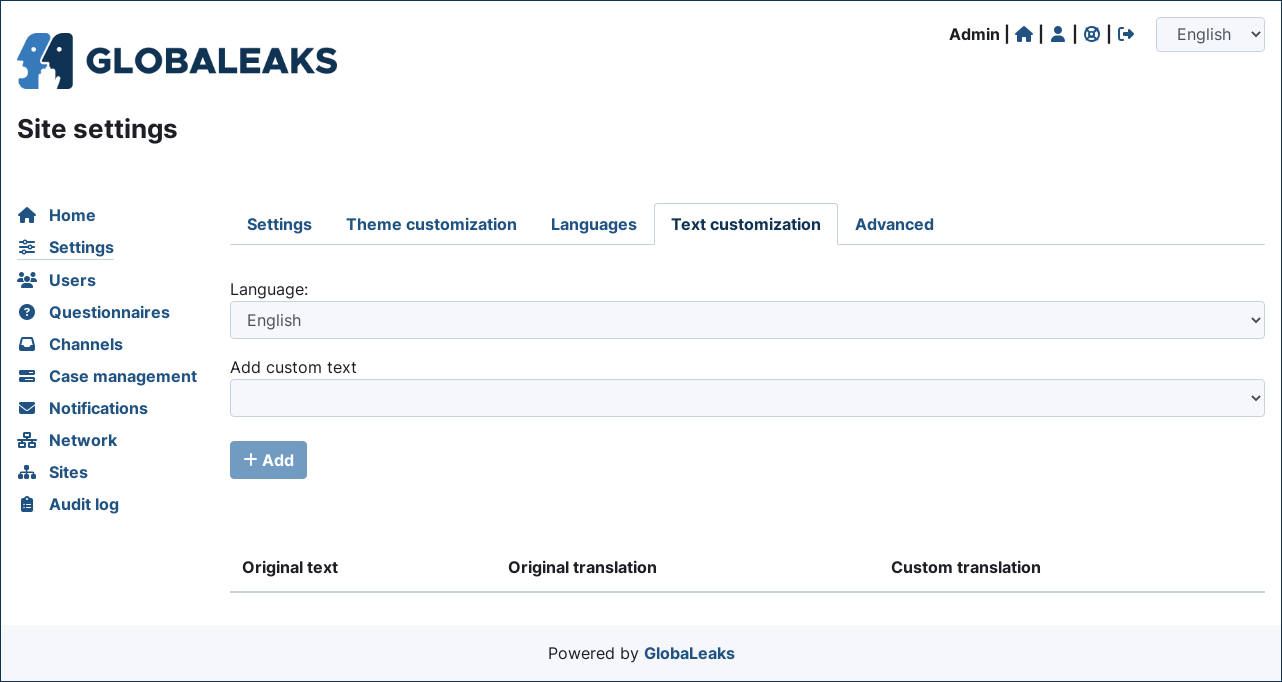 Admin | | | |
English
GLOBALEAKS
Site settings
Home
Settings
Users
Questionnaires
Channels
Case management
Notifications
Network
Sites
Audit log
Settings Theme customization Languages Text customization Advanced
Language:
English
Add custom text
+ Add
Original text Original translation Custom translation
Powered by GlobaLeaks